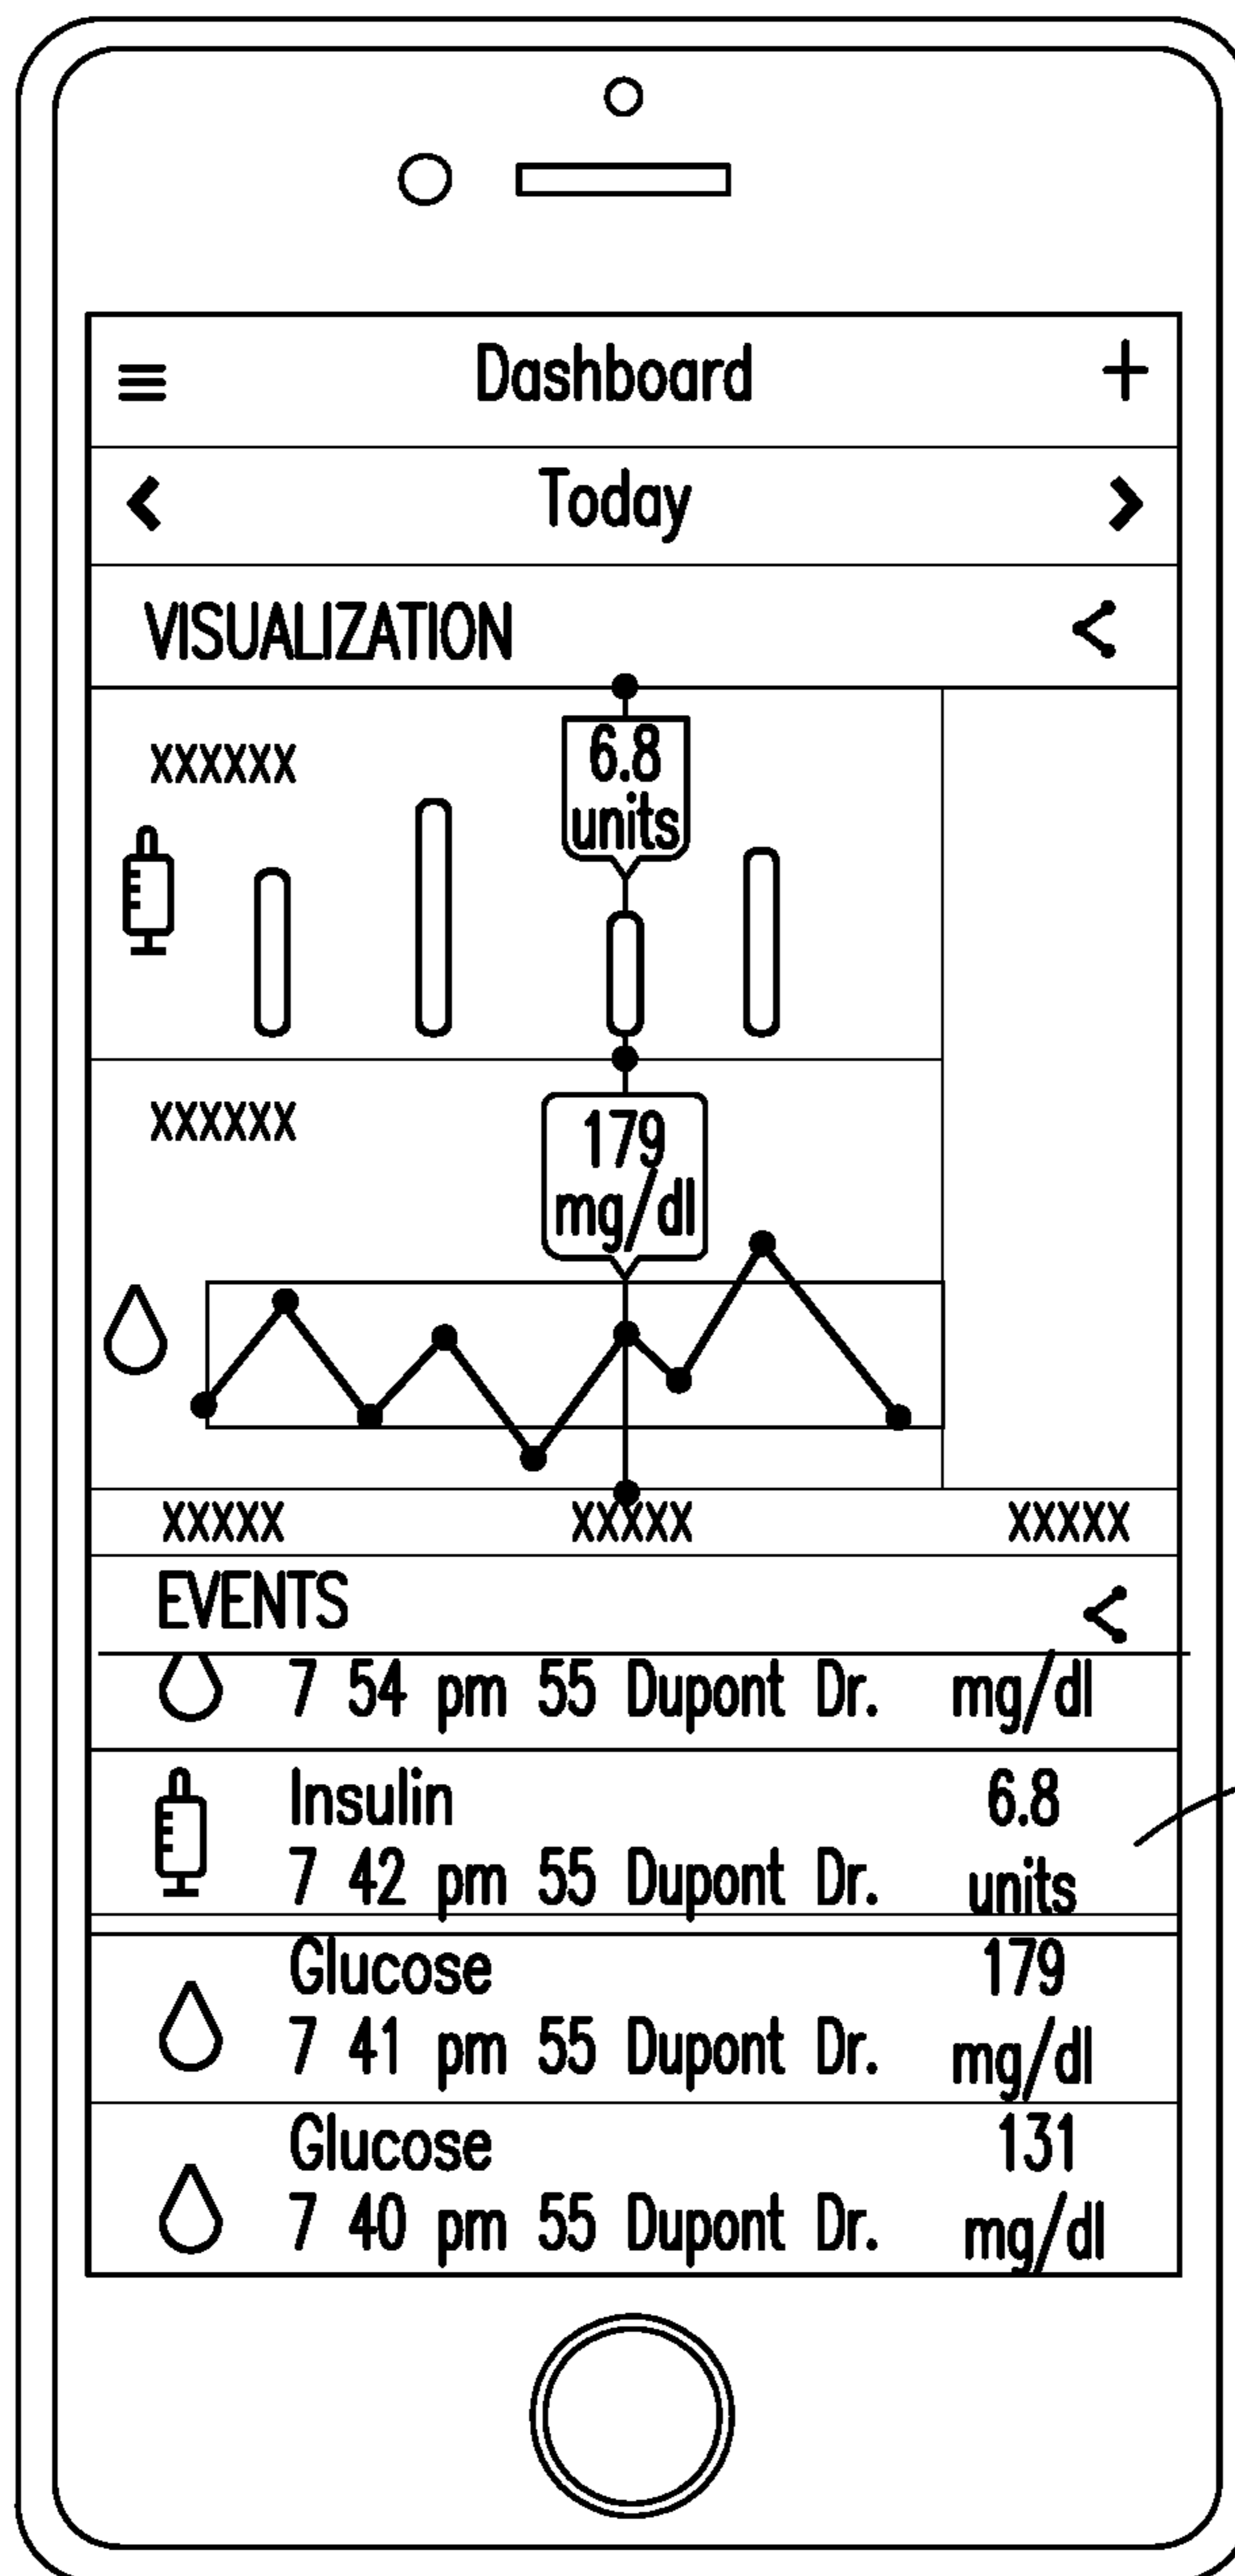 Dashboard
Today
VISUALIZATION
XXXXXX
6.8
units
XXXXXX
179
mg/dl
XXXXX XXXXX XXXXX
EVENTS
7 54 pm 55 Dupont Dr. mg/dl
Insulin 6.8
7 42 pm 55 Dupont Dr. units
Glucose 179
7 41 pm 55 Dupont Dr. mg/dl
Glucose 131
7 40 pm 55 Dupont Dr. mg/dl